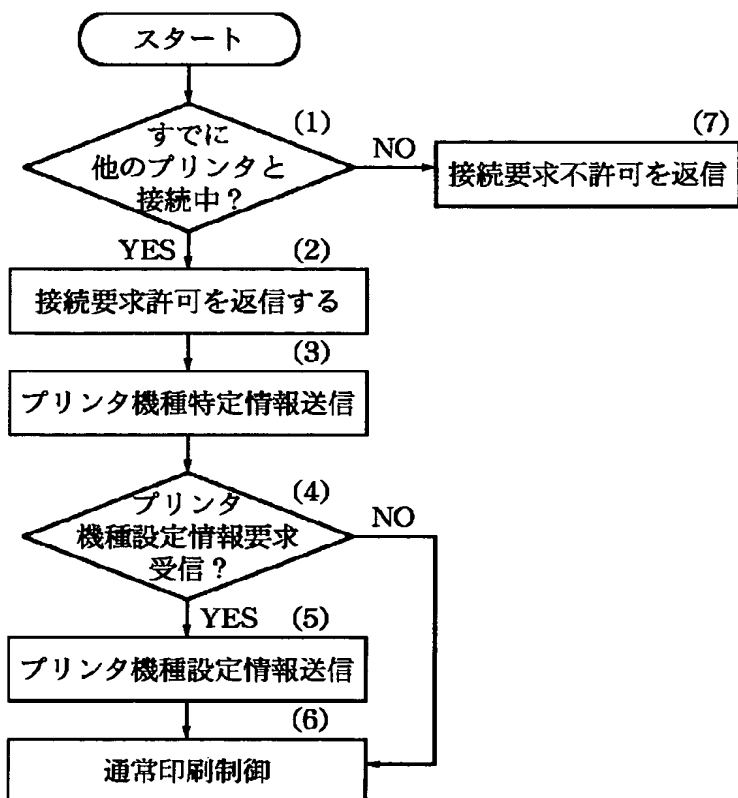 スタート
(1)
すでに
他のプリンタと
接続中？
NO
(7)
接続要求不許可を返信
YES
(2)
接続要求許可を返信する
(3)
プリンタ機種特定情報送信
(4)
プリンタ
機種設定情報要求
受信？
NO
YES
(5)
プリンタ機種設定情報送信
(6)
通常印刷制御